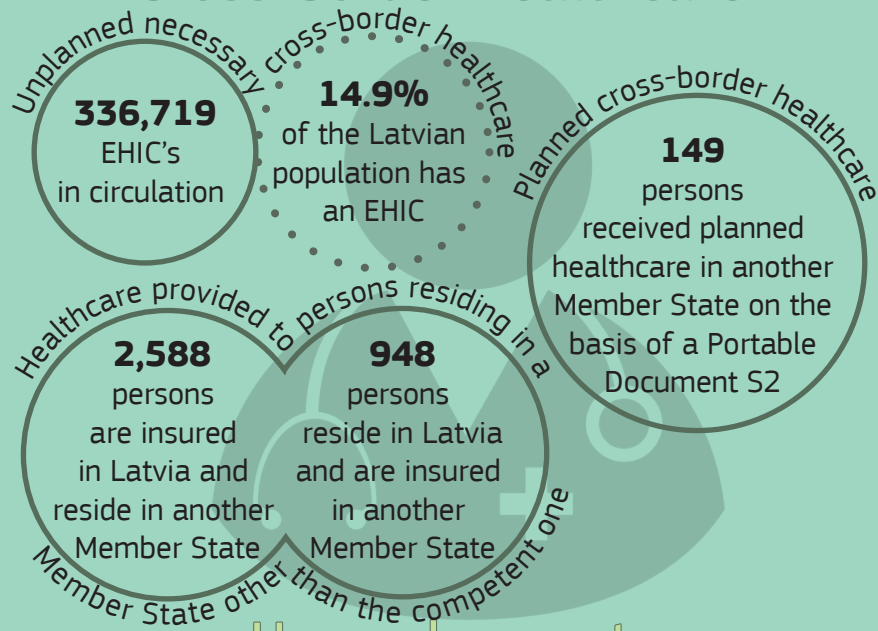 Unplanned necessary cross-border healthcare
336,719
EHIC's
in circulation
14.9%
of the Latvian
population has
an EHIC
Planned cross-border healthcare
149
persons
received planned
healthcare in another
Member State on the
basis of a Portable
Document S2
Healthcare provided to persons residing in a
2,588
persons
are insured
in Latvia and
reside in another
Member State
948
persons
reside in Latvia
and are insured
in another
Member State
Member State other than the competent one